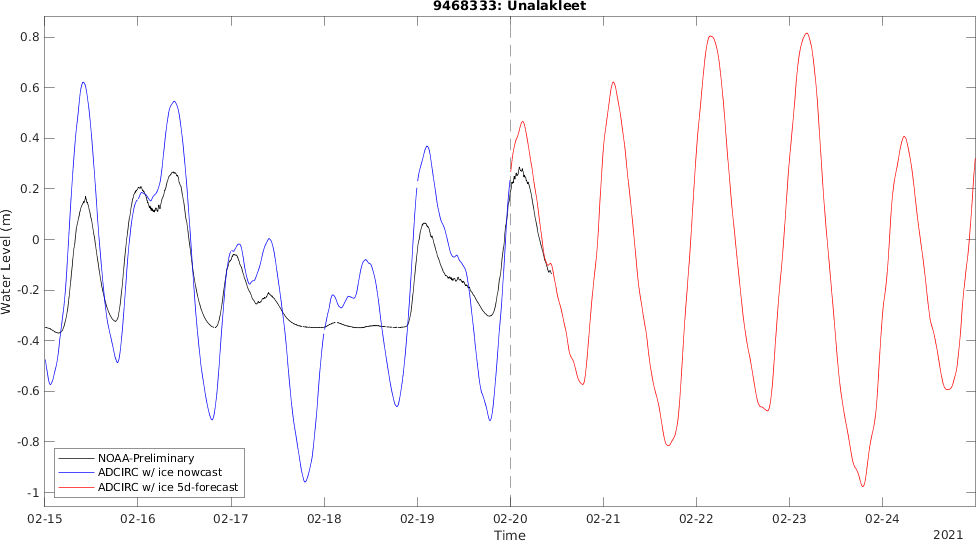 9468333: Unalakleet
0.8
0.6
0.4
0.2
0
-0.2
-0.4
-0.6
-0.8
-1
Water Level (m)
NOAA-Preliminary
ADCIRC w/ ice nowcast
ADCIRC w/ ice 5d-forecast
02-15 02-16 02-17 02-18 02-19 02-20 02-21 02-22 02-23 02-24
Time
2021